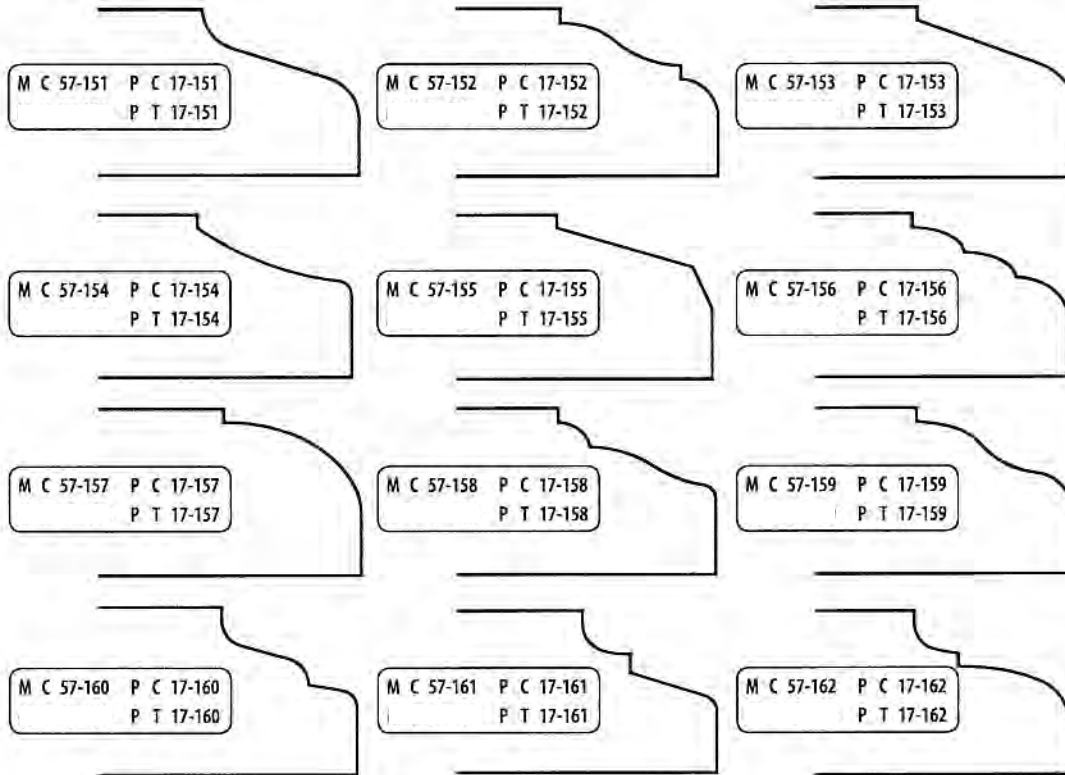 M C 57-151 P C 17-151
P T 17-151
M C 57-152 P C 17-152
P T 17-152
M C 57-153 P C 17-153
P T 17-153
M C 57-154 P C 17-154
P T 17-154
M C 57-155 P C 17-155
P T 17-155
M C 57-156 P C 17-156
P T 17-156
M C 57-157 P C 17-157
P T 17-157
M C 57-158 P C 17-158
P T 17-158
M C 57-159 P C 17-159
P T 17-159
M C 57-160 P C 17-160
P T 17-160
M C 57-161 P C 17-161
P T 17-161
M C 57-162 P C 17-162
P T 17-162